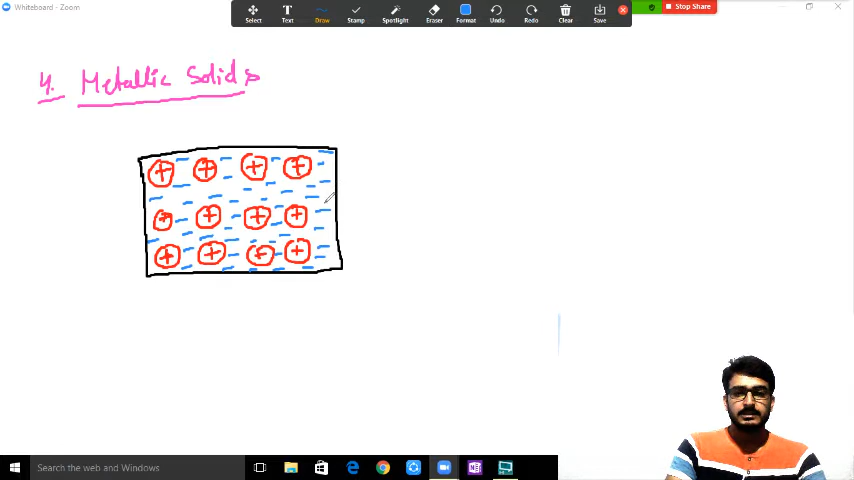 Whiteboard - Zoom
Select Text Draw Stamp Spotlight Eraser Format Undo Redo Clear Save
Stop Share
4. Metallic Solids
+ + + +
+ + + +
+ + + +
Search the web and Windows